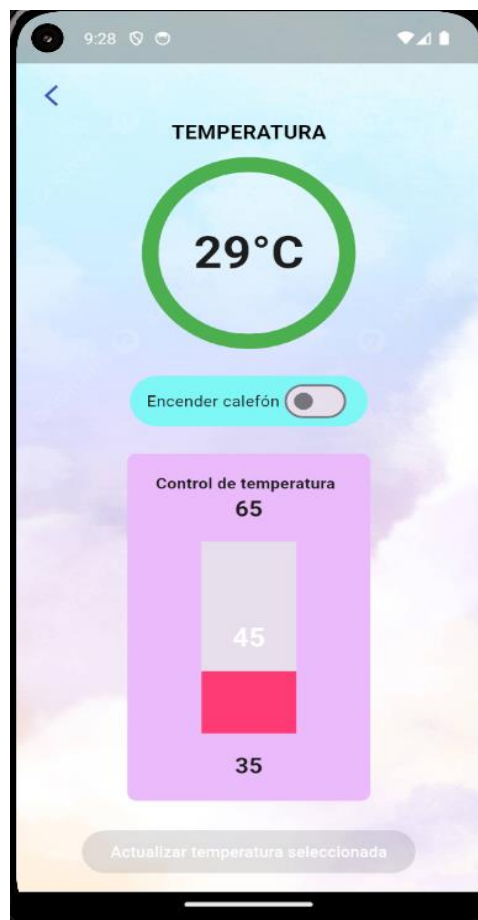 9:28
TEMPERATURA
29°C
Encender calefón
Control de temperatura
65
45
35
Actualizar temperatura seleccionada